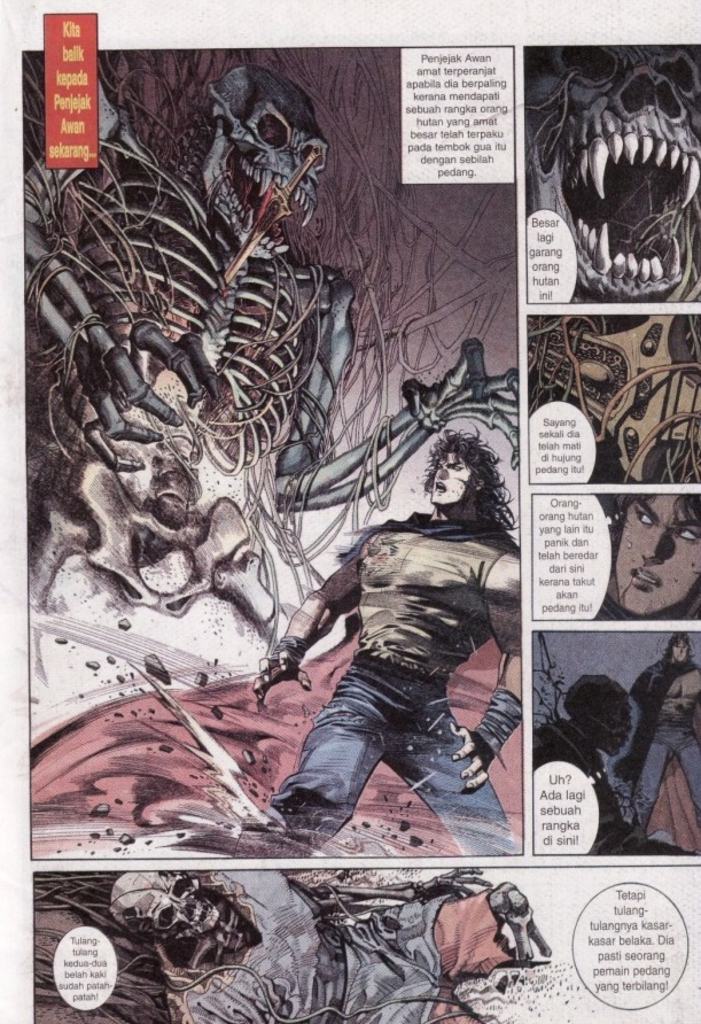 Kita
balik
kepada
Penjejak
Awan
sekarang...
Penjejak Awan
amat terperanjat
apabila dia berpaling
kerana mendapati
sebuah rangka orang
hutan yang amat
besar telah terpaku
pada tembok gua itu
dengan sebilah
pedang.
Besar
lagi
garang
orang
hutan
ini!
Sayang
sekali dia
telah mati
di hujung
pedang itu!
Orang-
orang hutan
yang lain itu
panik dan
telah beredar
dari sini
kerana takut
akan
pedang itu!
Uh?
Ada lagi
sebuah
rangka
di sini!
Tulang-
tulang
kedua-dua
belah kaki
sudah patah-
patah!
Tetapi
tulang-
tulangnya kasar-
kasar belaka. Dia
pasti seorang
pemain pedang
yang terbilang!